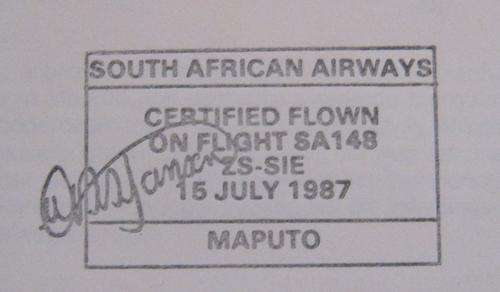 SOUTH AFRICAN AIRWAYS
CERTIFIED FLOWN
ON FLIGHT SA148
ZS-SIE
15 JULY 1987
MAPUTO